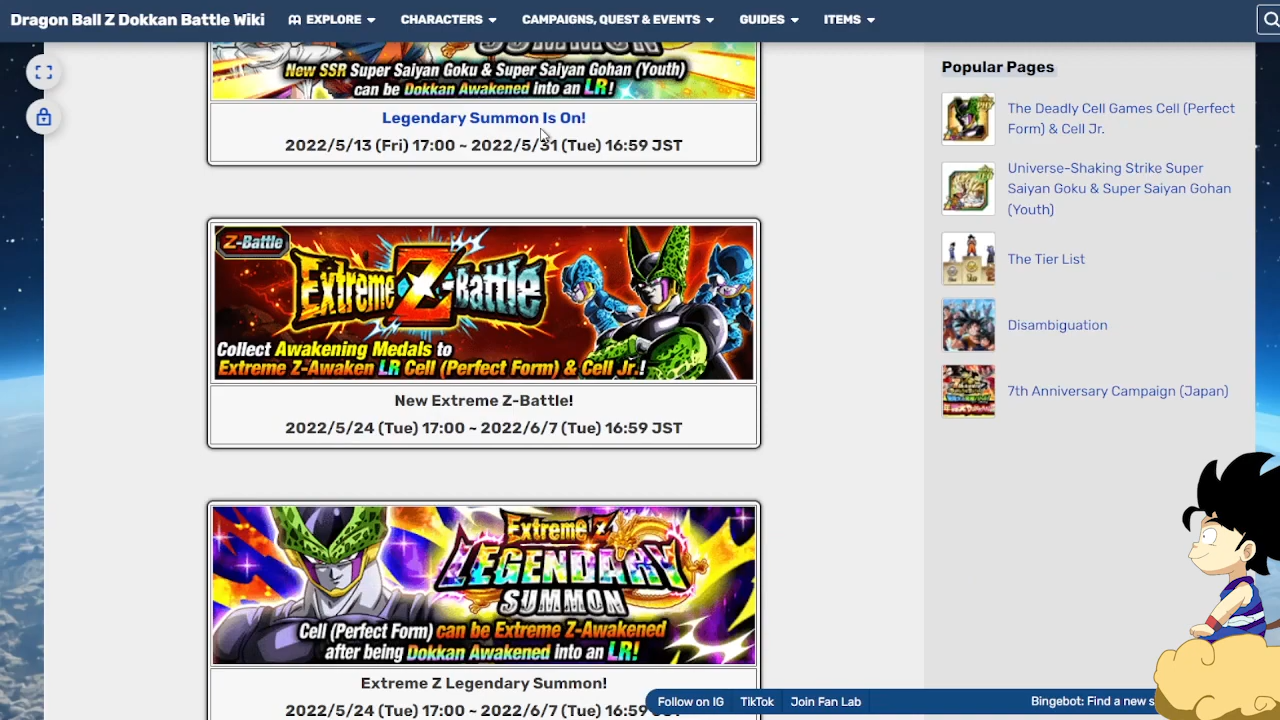 Dragon Ball Z Dokkan Battle Wiki
EXPLORE
CHARACTERS
CAMPAIGNS, QUEST & EVENTS
GUIDES
ITEMS
SUMMON
New SSR Super Saiyan Goku & Super Saiyan Gohan (Youth)
can be Dokkan Awakened into an LR!
Legendary Summon Is On!
2022/5/13 (Fri) 17:00 ~ 2022/5/31 (Tue) 16:59 JST
Z-Battle
Extreme Z-Battle
Collect Awakening Medals to
Extreme Z-Awaken LR Cell (Perfect Form) & Cell Jr.!
New Extreme Z-Battle!
2022/5/24 (Tue) 17:00 ~ 2022/6/7 (Tue) 16:59 JST
Extreme Z
LEGENDARY
SUMMON
Cell (Perfect Form) can be Extreme Z-Awakened
after being Dokkan Awakened into an LR!
Extreme Z Legendary Summon!
2022/5/24 (Tue) 17:00 ~ 2022/6/7 (Tue) 16:59
Popular Pages
The Deadly Cell Games Cell (Perfect
Form) & Cell Jr.
Universe-Shaking Strike Super
Saiyan Goku & Super Saiyan Gohan
(Youth)
The Tier List
Disambiguation
7th Anniversary Campaign (Japan)
Follow on IG
TikTok
Join Fan Lab
Bingebot: Find a new s